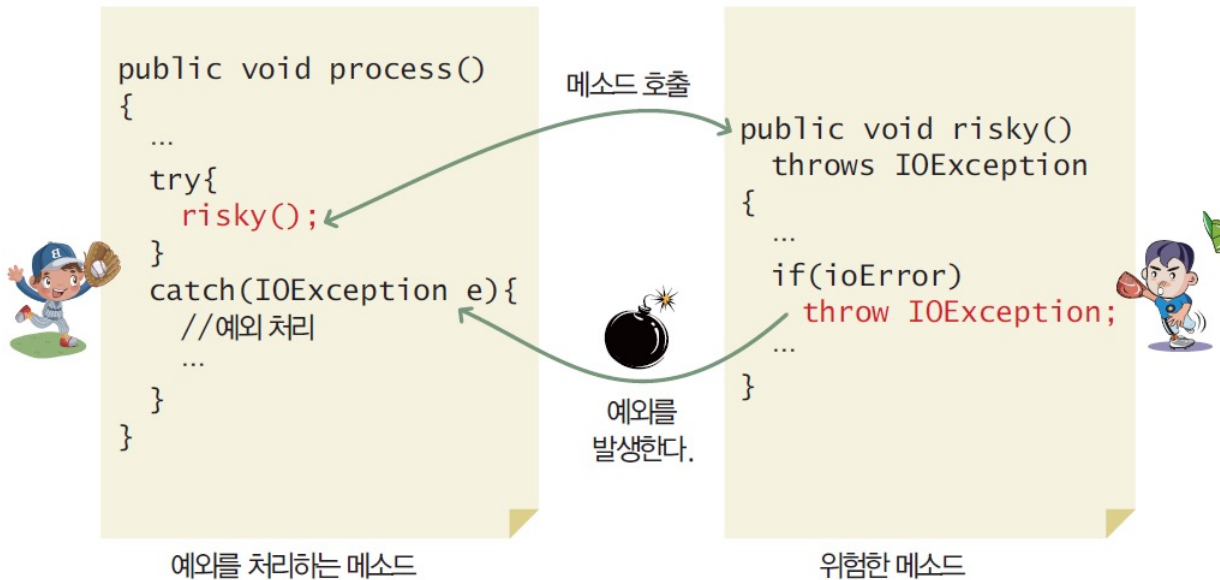 public void process()
{
...
try{
risky();
}
catch(IOException e){
//예외 처리
...
}
}
메소드 호출
public void risky()
throws IOException
{
...
if(ioError)
throw IOException;
...
}
예외를
발생한다.
예외를 처리하는 메소드
위험한 메소드
B